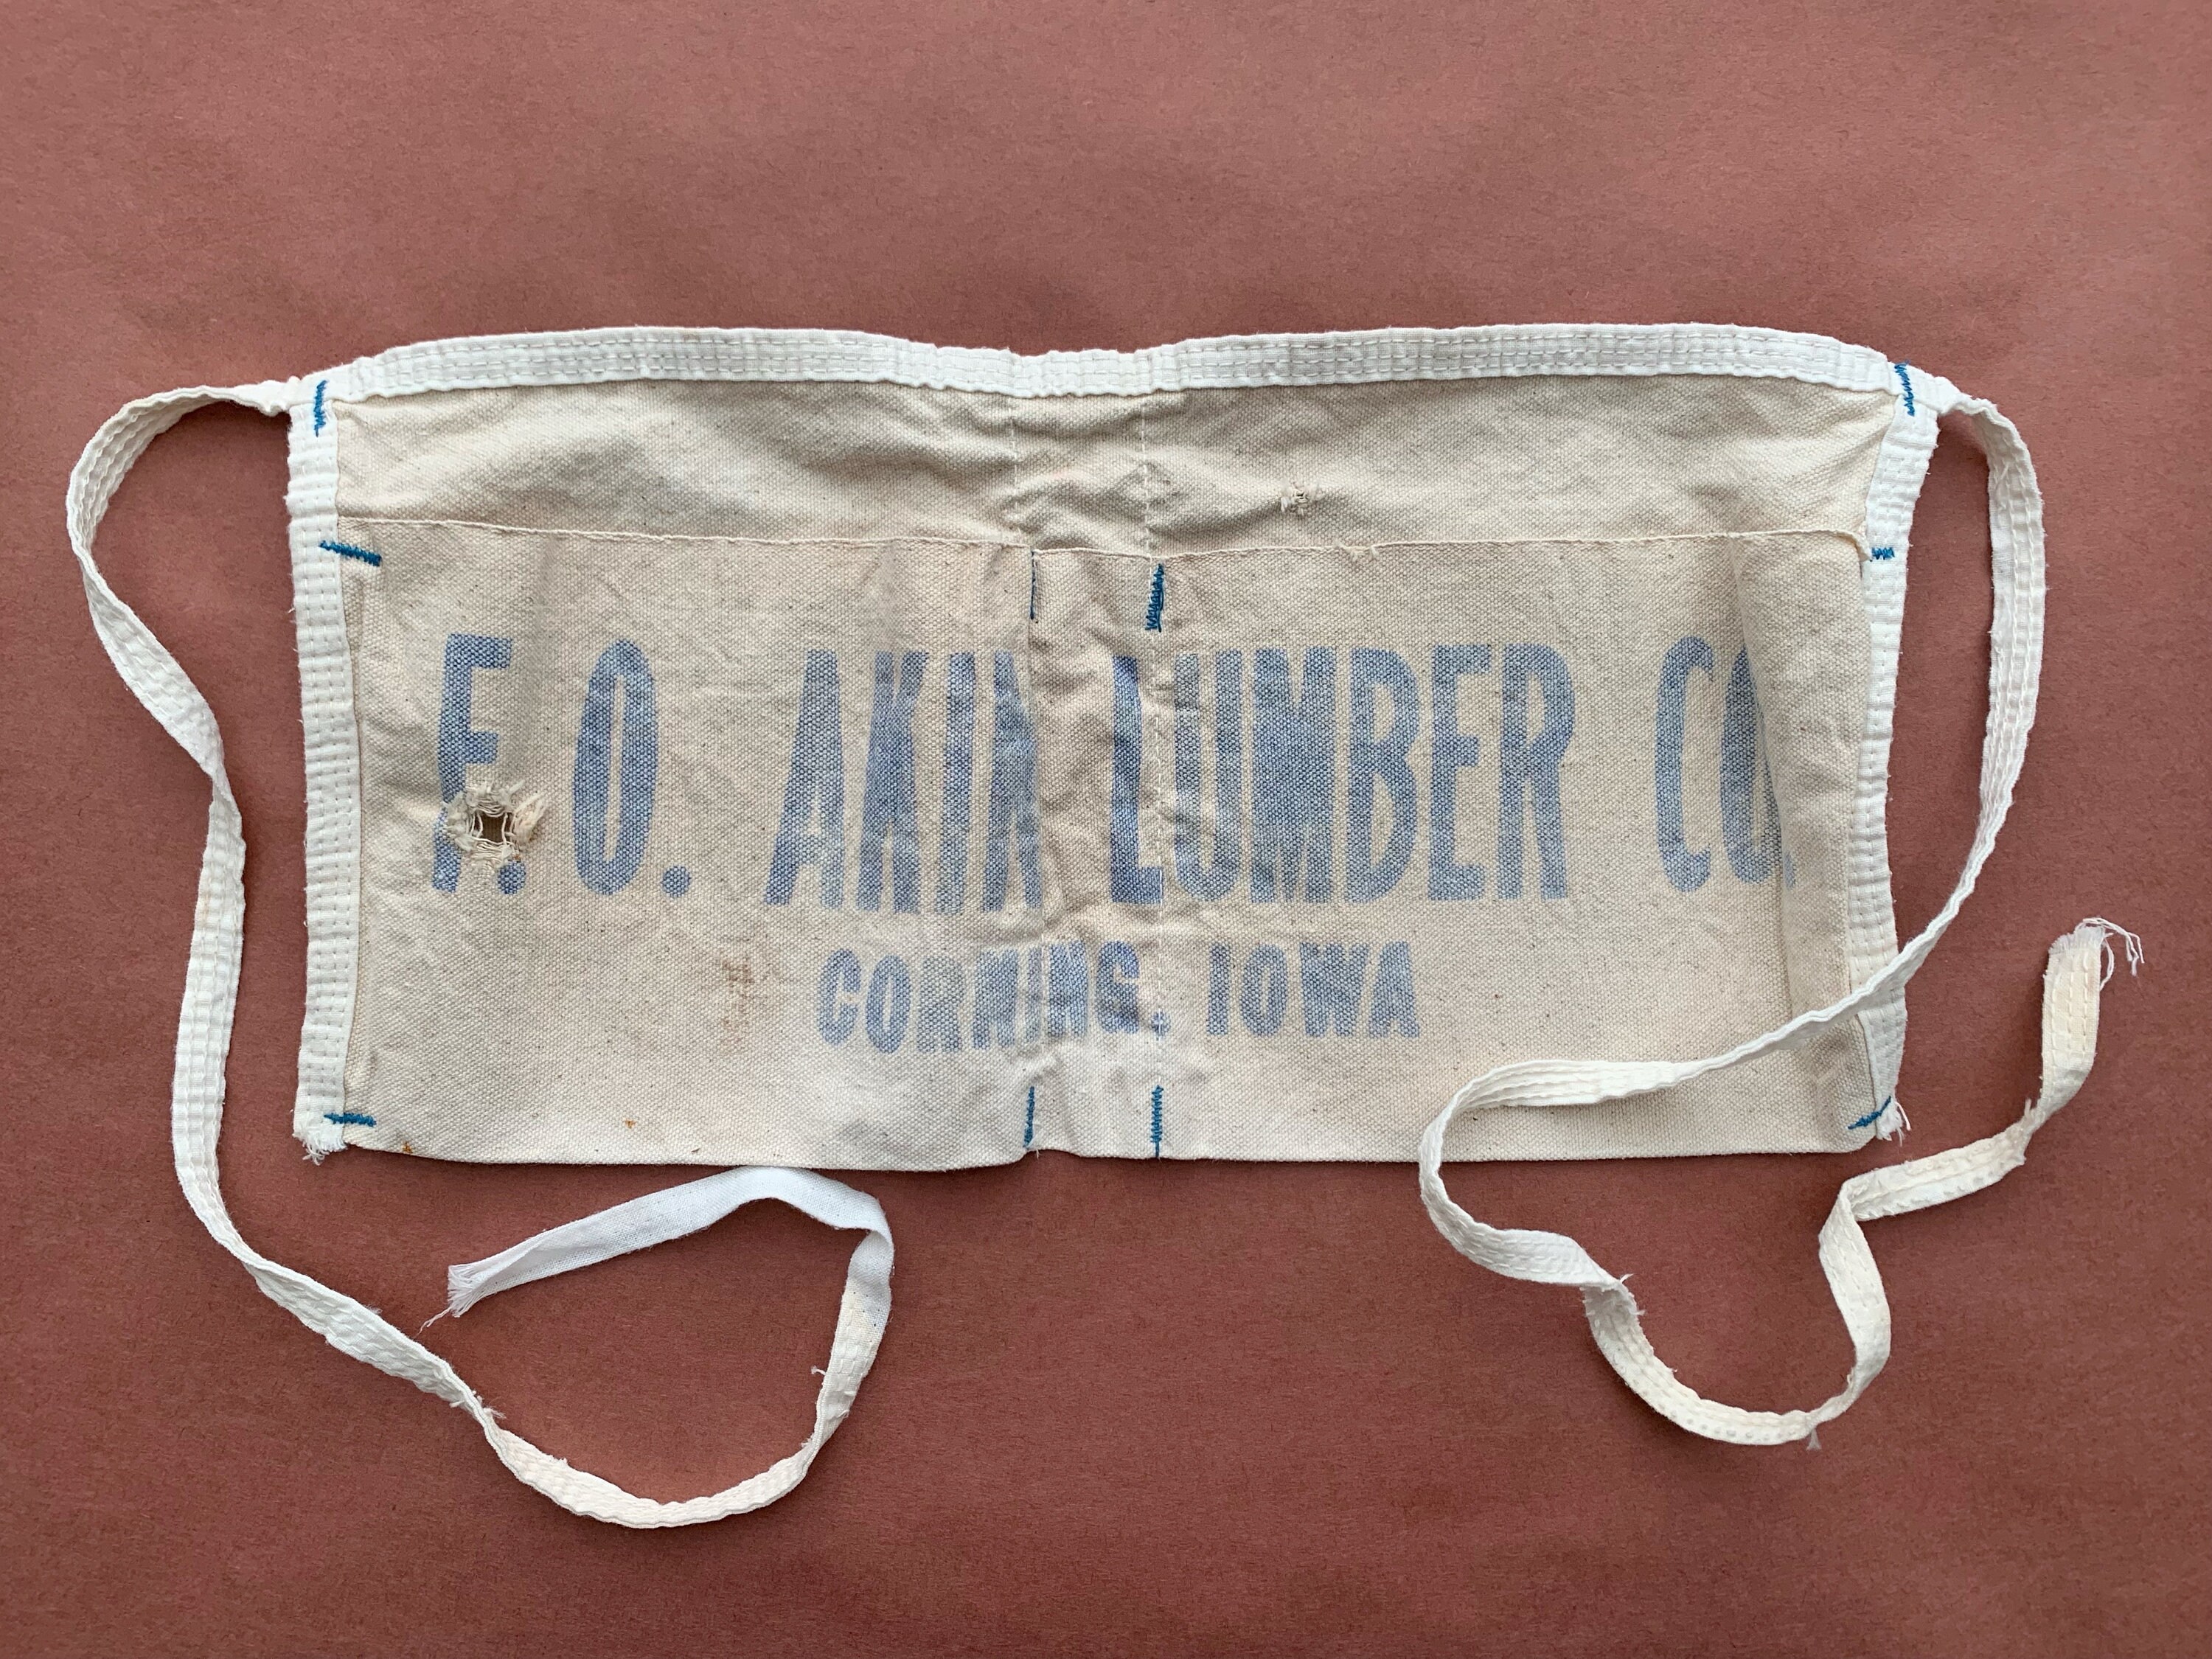 F. O. AKIN LUMBER CO.
CORNING, IOWA